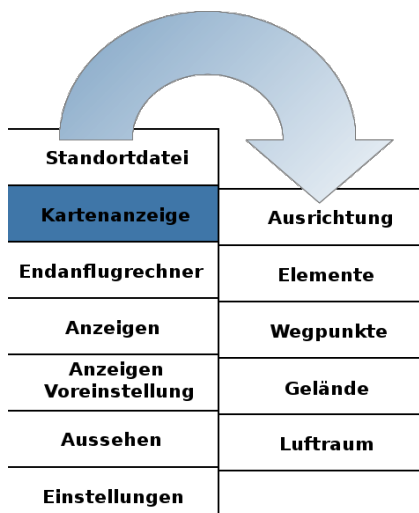 Standortdatei
Kartenanzeige
Endanflugrechner
Anzeigen
Anzeigen
Voreinstellung
Aussehen
Einstellungen
Ausrichtung
Elemente
Wegpunkte
Gelände
Luftraum